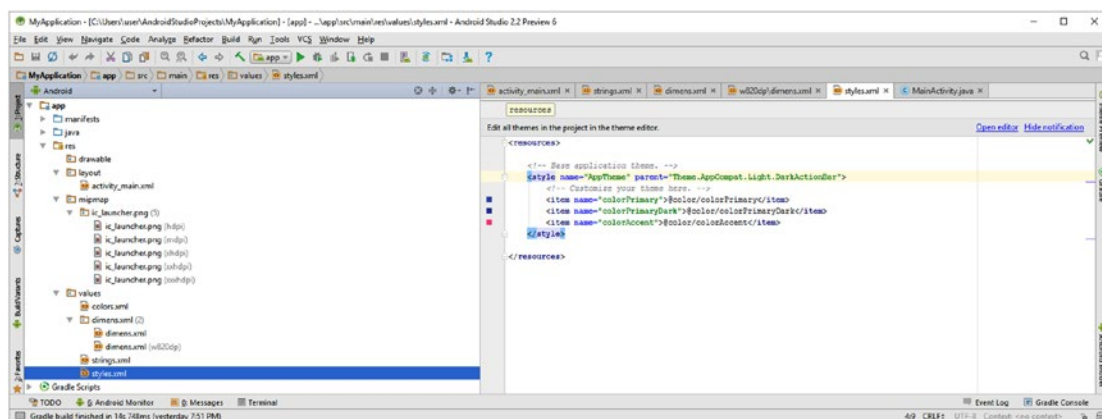 MyApplication - [C:\Users\user\AndroidStudioProjects\MyApplication] - [app] - ...\app\src\main\res\values\styles.xml - Android Studio 2.2 Preview 6
File Edit View Navigate Code Analyze Refactor Build Run Tools VCS Window Help
app
MyApplication app src main res values styles.xml
Android
activity_main.xml strings.xml dimens.xml w820dp\dimens.xml styles.xml MainActivity.java
1: Project
7: Structure
Captures
Build Variants
2: Favorites
app
manifests
java
res
drawable
layout
activity_main.xml
mipmap
ic_launcher.png (5)
ic_launcher.png (hdpi)
ic_launcher.png (mdpi)
ic_launcher.png (xhdpi)
ic_launcher.png (xxhdpi)
ic_launcher.png (xxxhdpi)
values
colors.xml
dimens.xml (2)
dimens.xml
dimens.xml (w820dp)
strings.xml
styles.xml
Gradle Scripts
resources
Edit all themes in the project in the theme editor. Open editor Hide notification
<resources>
<!-- Base application theme. -->
<style name="AppTheme" parent="Theme.AppCompat.Light.DarkActionBar">
<!-- Customize your theme here. -->
<item name="colorPrimary">@color/colorPrimary</item>
<item name="colorPrimaryDark">@color/colorPrimaryDark</item>
<item name="colorAccent">@color/colorAccent</item>
</style>
</resources>
TODO 6: Android Monitor 0: Messages Terminal Event Log Gradle Console
Gradle build finished in 14s 748ms (yesterday 7:51 PM) 4:9 CRLF÷ UTF-8 Context: <no context>